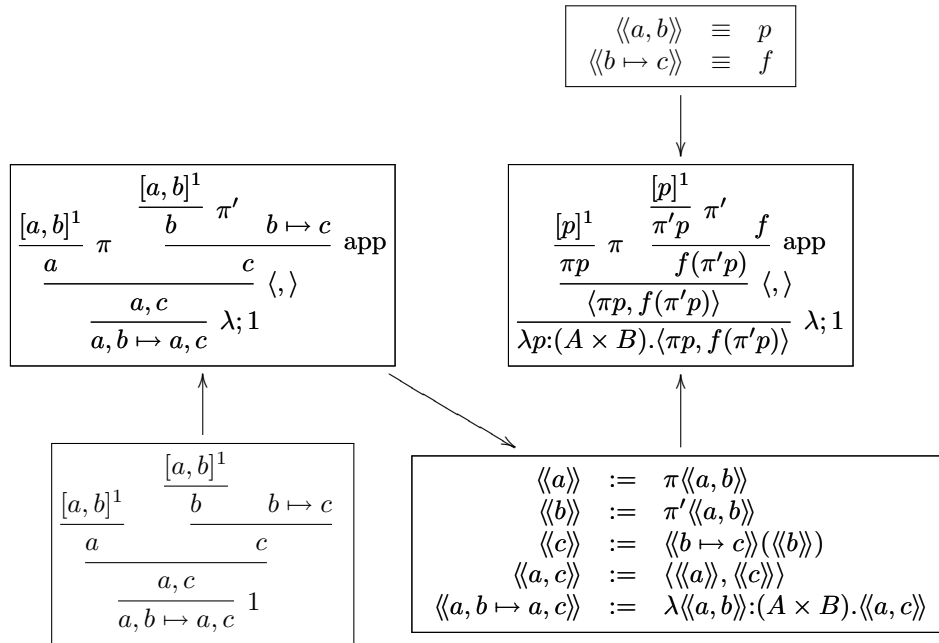 ⟪a, b⟫ ≡ p
⟪b ↦ c⟫ ≡ f
[a, b]¹
[a, b]¹ π′
π b b ↦ c
a c app
a, c ⟨, ⟩
a, b ↦ a, c λ; 1
[p]¹
[p]¹ π′p π′
πp π f
f(π′p) app
⟨πp, f(π′p)⟩ ⟨, ⟩
λp:(A × B).⟨πp, f(π′p)⟩ λ; 1
[a, b]¹
[a, b]¹ b b ↦ c
a c
a, c
a, b ↦ a, c 1
⟪a⟫ := π⟪a, b⟫
⟪b⟫ := π′⟪a, b⟫
⟪c⟫ := ⟪b ↦ c⟫(⟪b⟫)
⟪a, c⟫ := ⟨⟪a⟫, ⟪c⟫⟩
⟪a, b ↦ a, c⟫ := λ⟪a, b⟫:(A × B).⟪a, c⟫